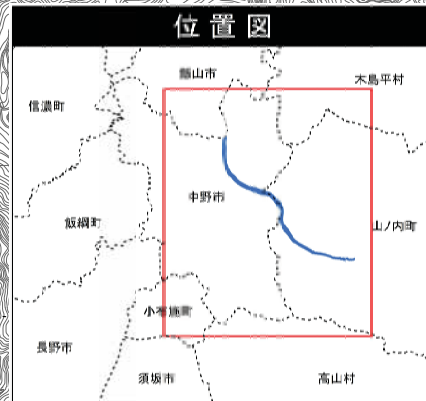 位置図
飯山市
木島平村
信濃町
中野市
飯綱町
山ノ内町
小布施町
長野市
須坂市
高山村